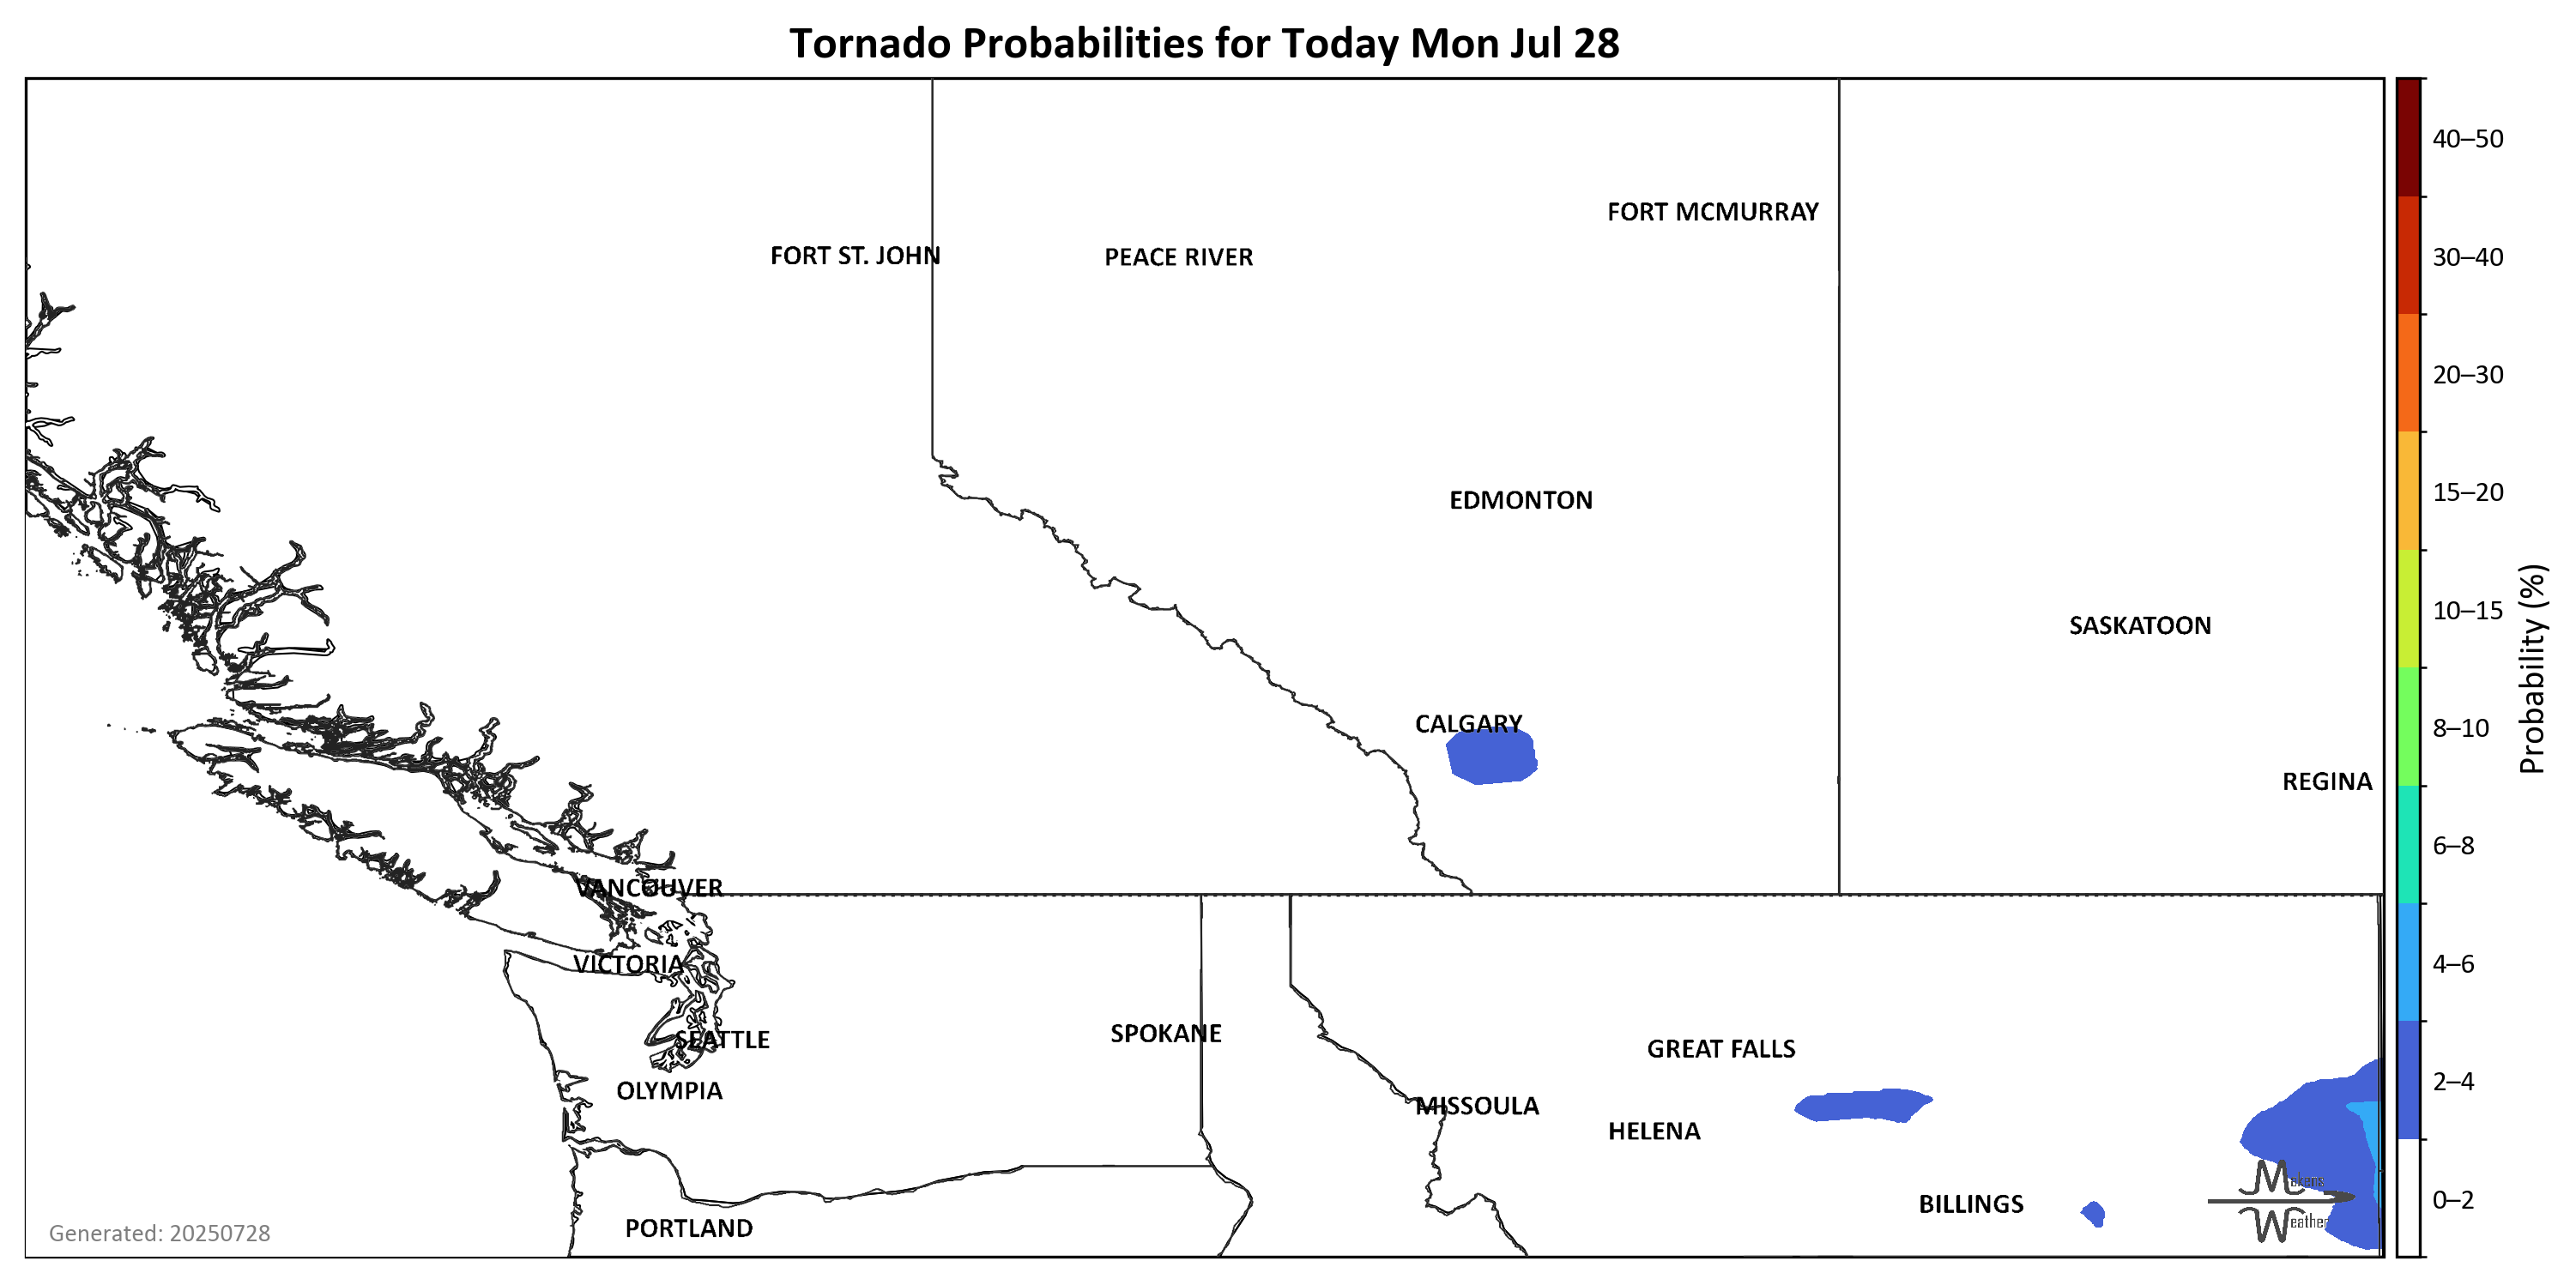 Tornado Probabilities for Today Mon Jul 28
40–50
FORT MCMURRAY
FORT ST. JOHN
PEACE RIVER
30–40
20–30
EDMONTON
15–20
10–15
SASKATOON
Probability (%)
CALGARY
8–10
REGINA
6–8
VANCOUVER
VICTORIA
4–6
SPOKANE
SEATTLE
GREAT FALLS
2–4
OLYMPIA
MISSOULA
HELENA
Mokens
Weather
BILLINGS
0–2
PORTLAND
Generated: 20250728